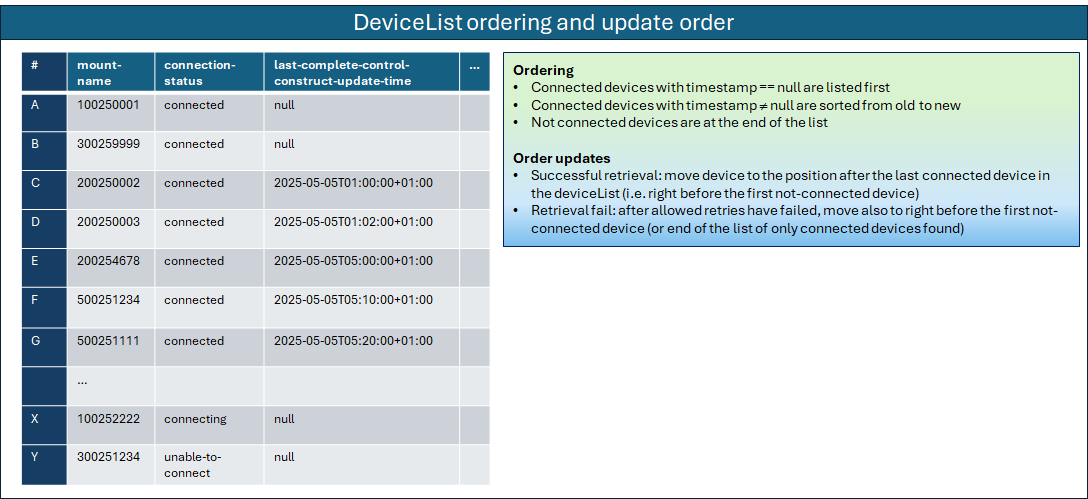 DeviceList ordering and update order
# mount-name connection-status last-complete-control-construct-update-time ...
A 100250001 connected null
B 300259999 connected null
C 200250002 connected 2025-05-05T01:00:00+01:00
D 200250003 connected 2025-05-05T01:02:00+01:00
E 200254678 connected 2025-05-05T05:00:00+01:00
F 500251234 connected 2025-05-05T05:10:00+01:00
G 500251111 connected 2025-05-05T05:20:00+01:00
...
X 100252222 connecting null
Y 300251234 unable-to-connect null
Ordering
• Connected devices with timestamp == null are listed first
• Connected devices with timestamp ≠ null are sorted from old to new
• Not connected devices are at the end of the list
Order updates
• Successful retrieval: move device to the position after the last connected device in
the deviceList (i.e. right before the first not-connected device)
• Retrieval fail: after allowed retries have failed, move also to right before the first not-
connected device (or end of the list of only connected devices found)